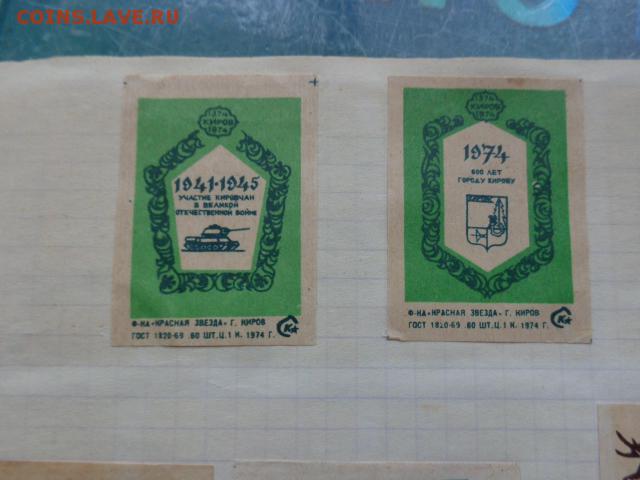 COINS.LAVE.RU
1374
КИРОВ
1974
1941-1945
УЧАСТИЕ КИРОВЧАН
В ВЕЛИКОЙ
ОТЕЧЕСТВЕННОЙ ВОЙНЕ
Ф-КА «КРАСНАЯ ЗВЕЗДА» Г. КИРОВ
ГОСТ 1820-69 .60 ШТ.Ц.1 К. 1974 Г.
1374
КИРОВ
1974
1974
600 ЛЕТ
ГОРОДУ КИРОВУ
Ф-КА «КРАСНАЯ ЗВЕЗДА» Г. КИРОВ
ГОСТ 1820-69 .60 ШТ.Ц.1 К. 1974 Г.